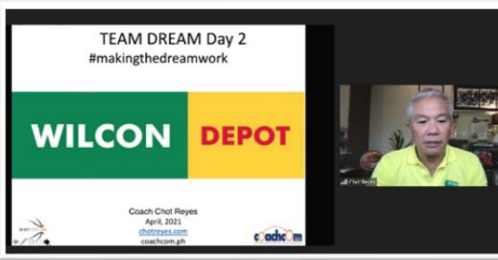 TEAM DREAM Day 2
#makingthedreamwork
WILCON DEPOT
Coach Chot Reyes
April, 2021
chotreyes.com
coachcom.ph
coachcom
Chot Reyes